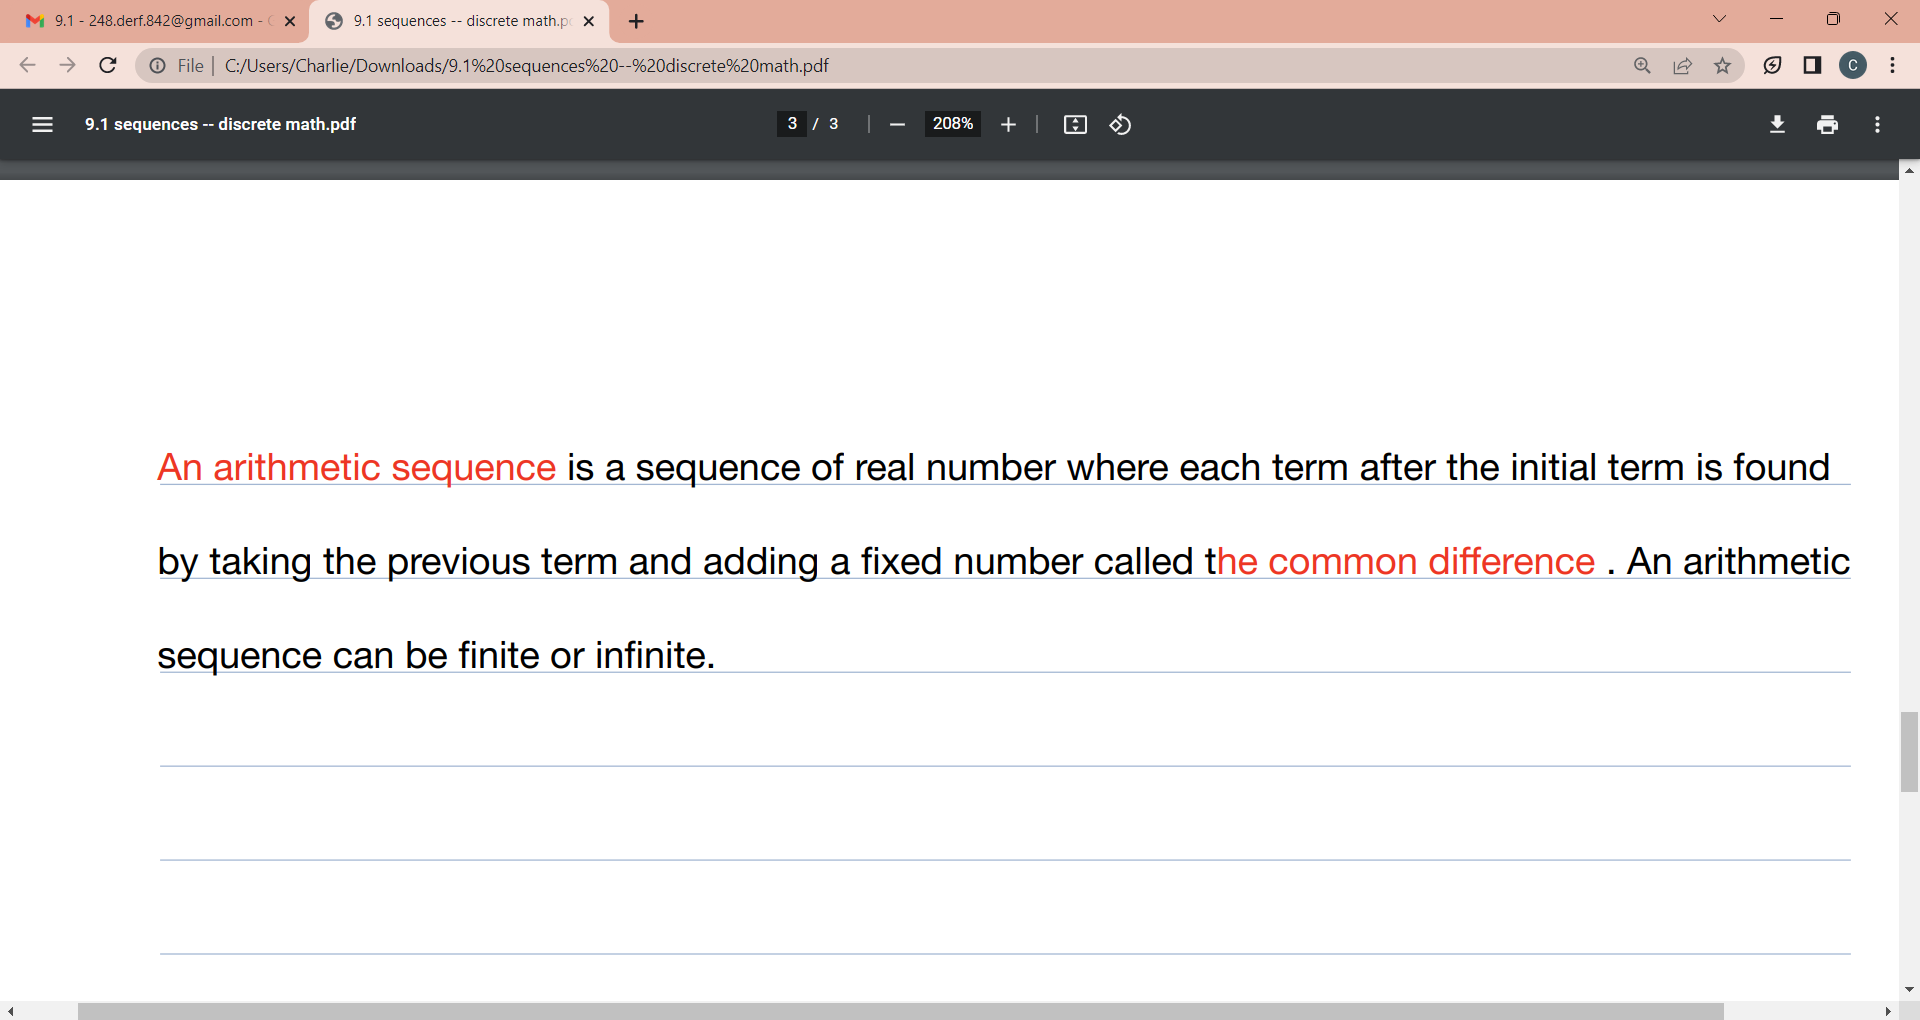 9.1 - 248.derf.842@gmail.com -
9.1 sequences -- discrete math.p
File
C:/Users/Charlie/Downloads/9.1%20sequences%20--%20discrete%20math.pdf
C
9.1 sequences -- discrete math.pdf
3 / 3
208%
An arithmetic sequence is a sequence of real number where each term after the initial term is found
by taking the previous term and adding a fixed number called the common difference . An arithmetic
sequence can be finite or infinite.